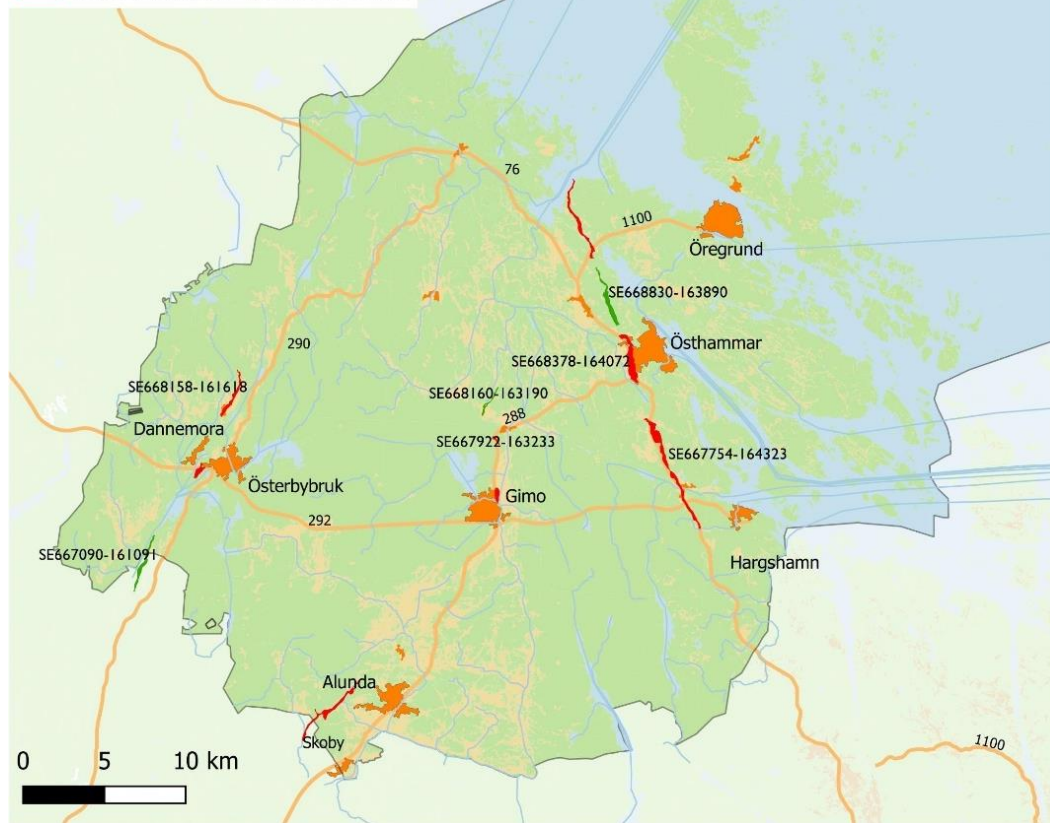 76
1100
Öregrund
SE668830-163890
Östhammar
290
SE668378-164072
SE668158-161618
SE668160-163190
288
Dannemora
SE667922-163233
SE667754-164323
Österbybruk
Gimo
292
SE667090-161091
Hargshamn
Alunda
Skoby
1100
0 5 10 km